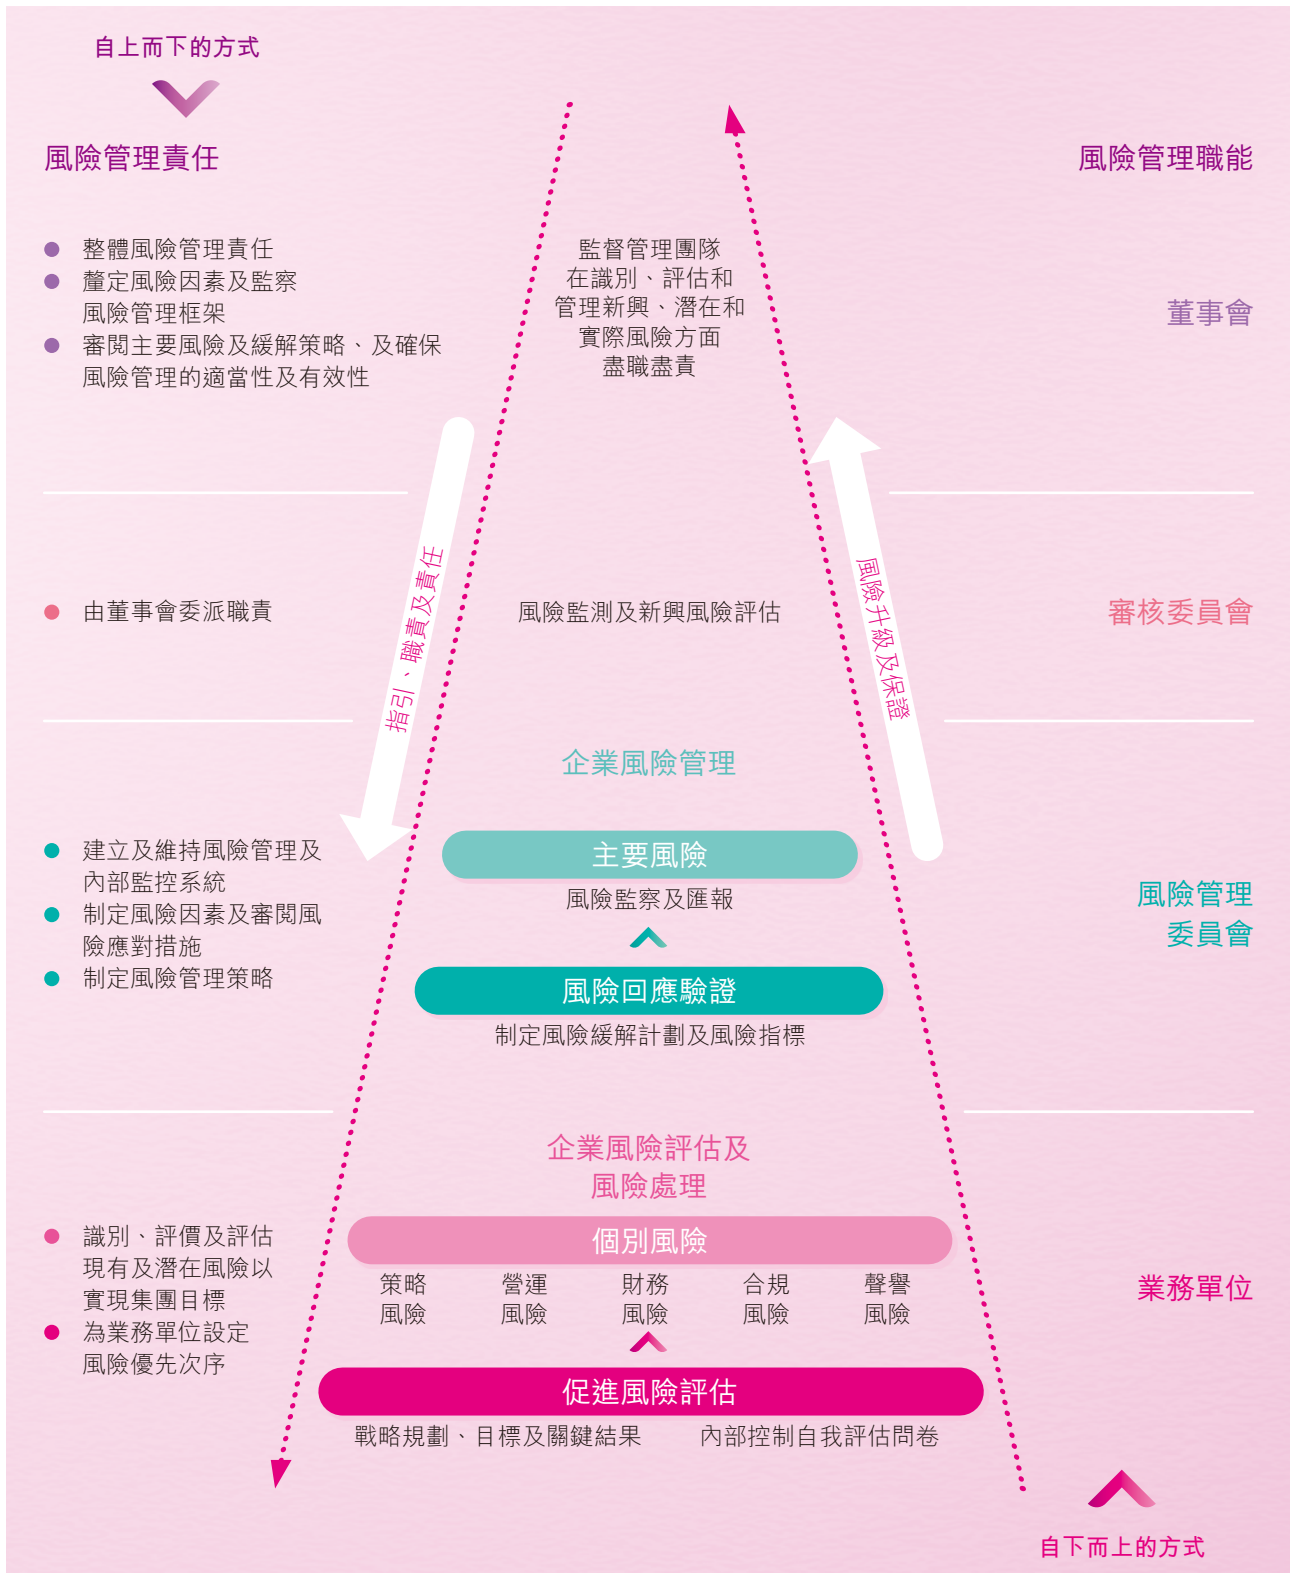 自上而下的方式
風險管理責任
風險管理職能
整體風險管理責任
釐定風險因素及監察
風險管理框架
審閱主要風險及緩解策略、及確保
風險管理的適當性及有效性
監督管理團隊
在識別、評估和
管理新興、潛在和
實際風險方面
盡職盡責
董事會
指引、職責及責任
風險升級及保證
由董事會委派職責
風險監測及新興風險評估
審核委員會
建立及維持風險管理及
內部監控系統
制定風險因素及審閱風
險應對措施
制定風險管理策略
企業風險管理
主要風險
風險監察及匯報
風險回應驗證
制定風險緩解計劃及風險指標
風險管理
委員會
識別、評價及評估
現有及潛在風險以
實現集團目標
為業務單位設定
風險優先次序
企業風險評估及
風險處理
個別風險
策略 營運 財務 合規 聲譽
風險 風險 風險 風險 風險
促進風險評估
戰略規劃、目標及關鍵結果 內部控制自我評估問卷
業務單位
自下而上的方式